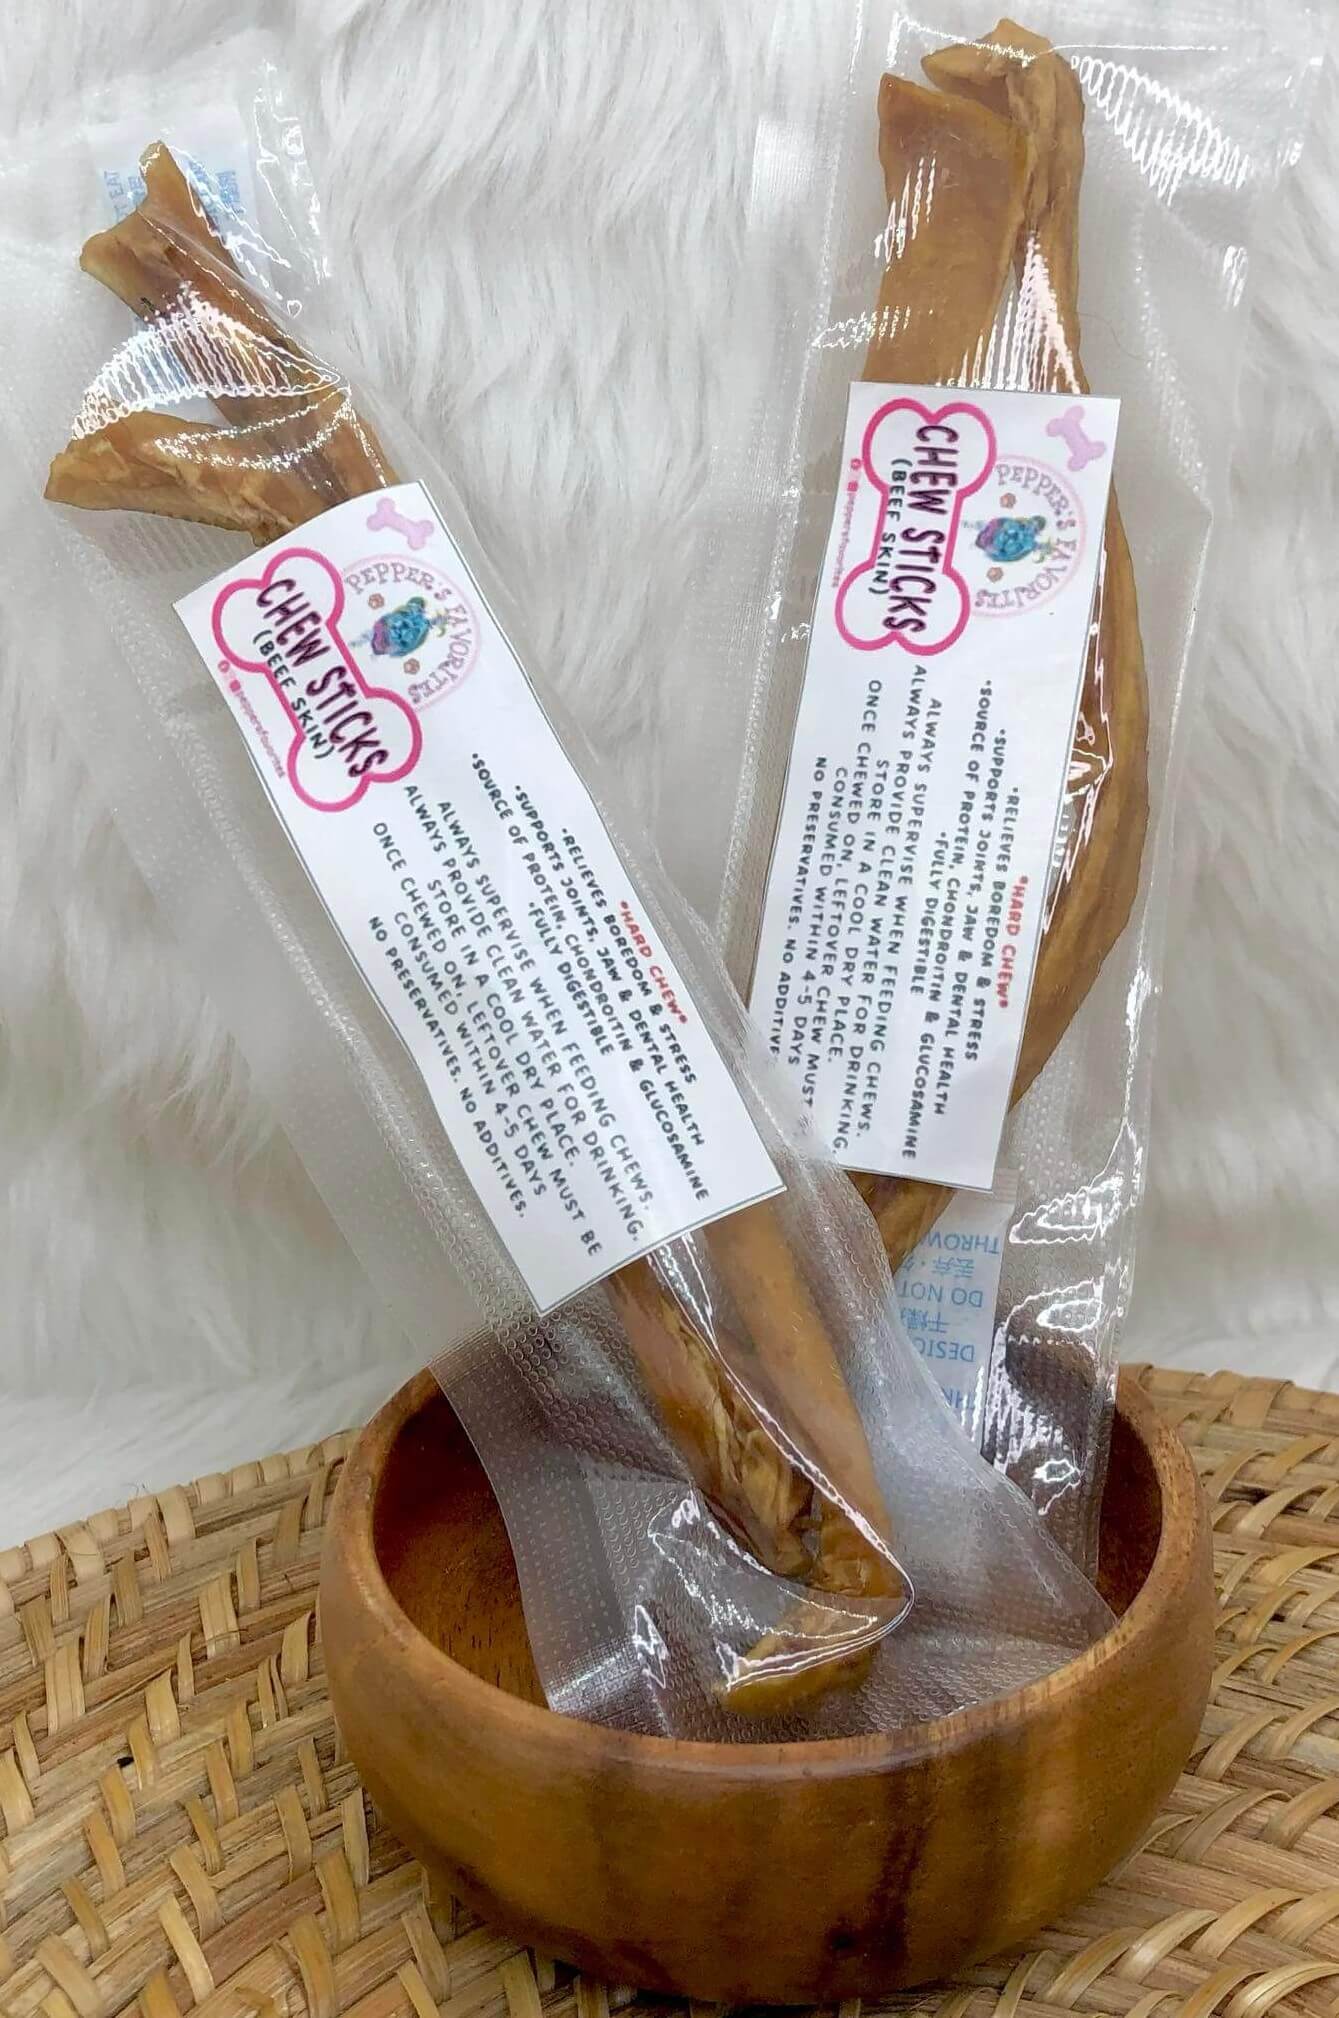 PEPPER'S FAVORITES
CHEW STICKS
(BEEF SKIN)
peppersfavourites
*HARD CHEW*
•RELIEVES BOREDOM & STRESS
•SUPPORTS JOINTS, JAW & DENTAL HEALTH
•SOURCE OF PROTEIN, CHONDROITIN & GLUCOSAMINE
•FULLY DIGESTIBLE
ALWAYS SUPERVISE WHEN FEEDING CHEWS.
ALWAYS PROVIDE CLEAN WATER FOR DRINKING.
STORE IN A COOL DRY PLACE.
ONCE CHEWED ON, LEFTOVER CHEW MUST BE
CONSUMED WITHIN 4-5 DAYS
NO PRESERVATIVES. NO ADDITIVES.
PEPPER'S FAVORITES
CHEW STICKS
(BEEF SKIN)
peppersfavourites
*HARD CHEW*
•RELIEVES BOREDOM & STRESS
•SUPPORTS JOINTS, JAW & DENTAL HEALTH
•SOURCE OF PROTEIN, CHONDROITIN & GLUCOSAMINE
•FULLY DIGESTIBLE
ALWAYS SUPERVISE WHEN FEEDING CHEWS.
ALWAYS PROVIDE CLEAN WATER FOR DRINKING
STORE IN A COOL DRY PLACE.
ONCE CHEWED ON, LEFTOVER CHEW MUST
CONSUMED WITHIN 4-5 DAYS
NO PRESERVATIVES. NO ADDITIVE
THROW
DO NOT
EAT